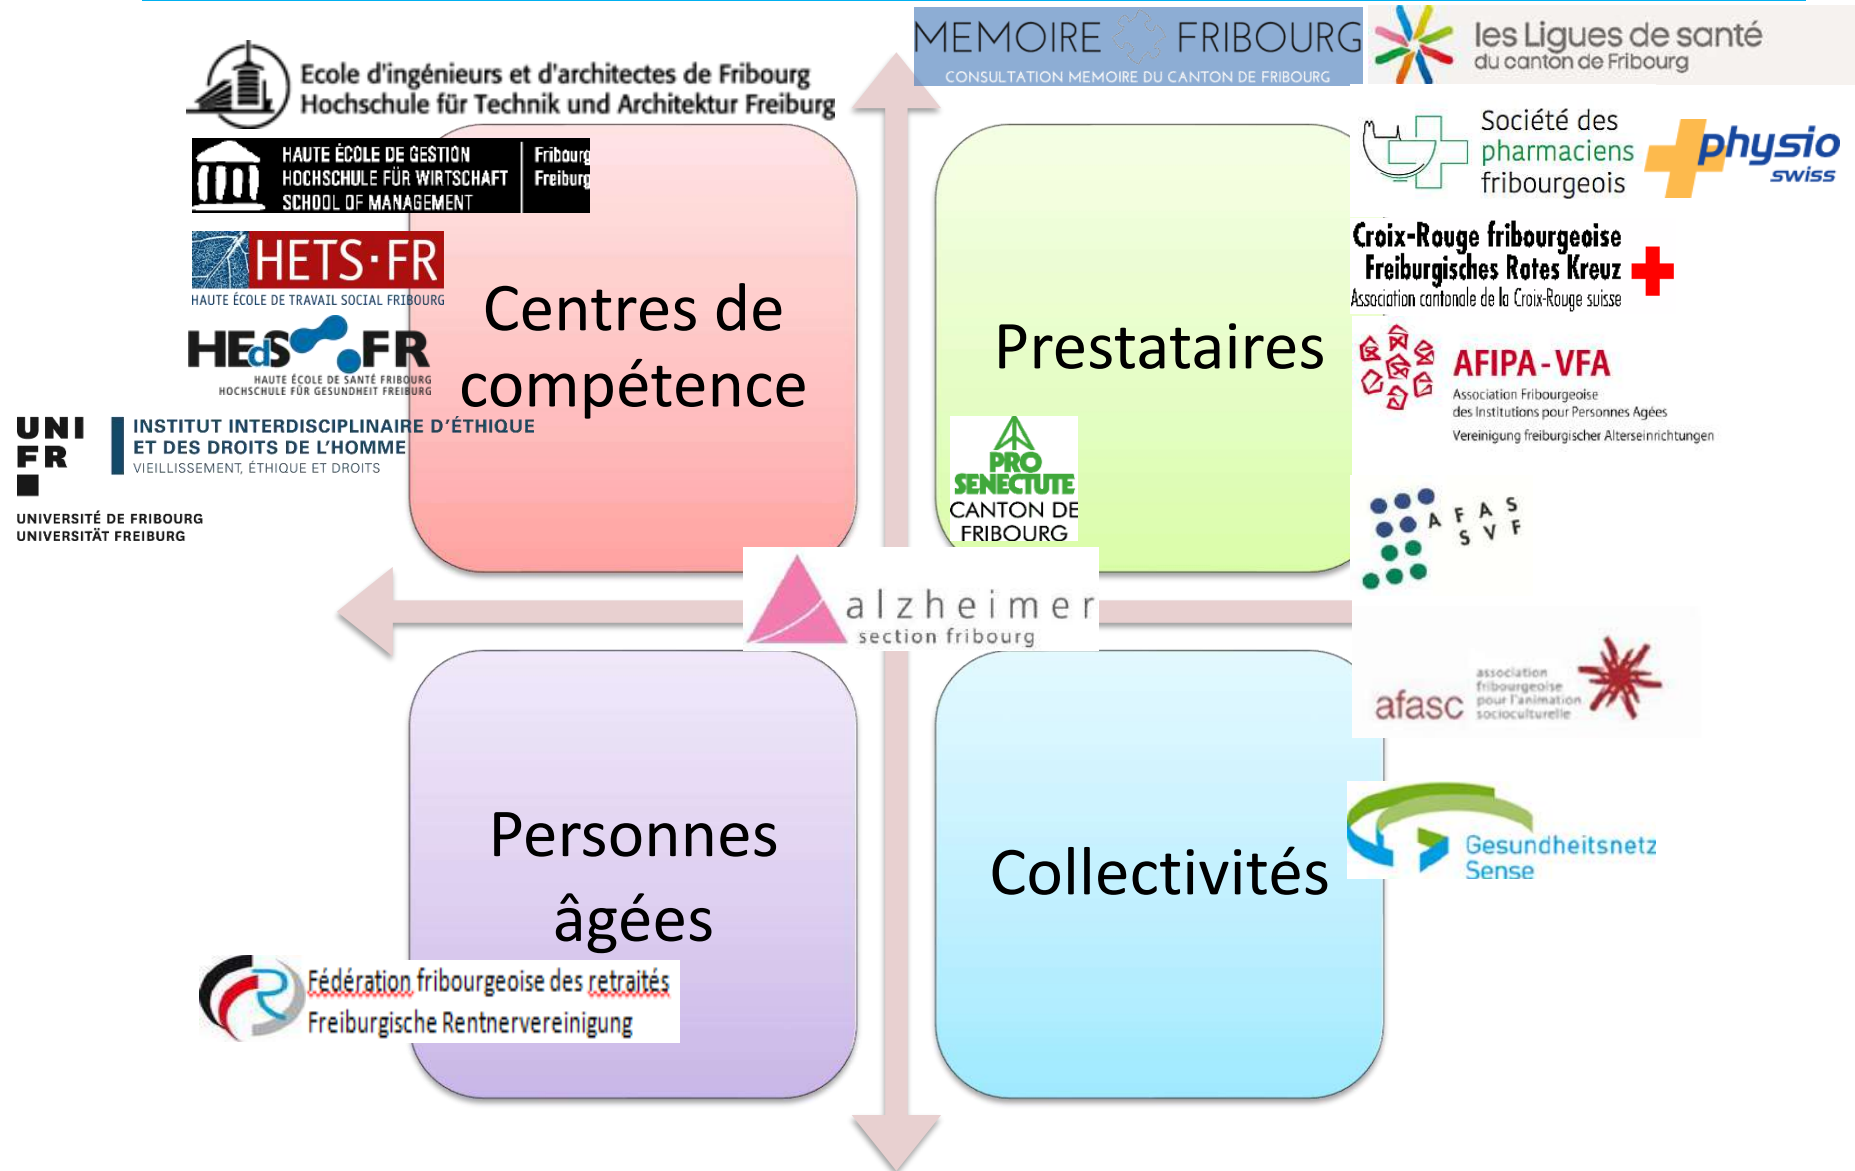 Ecole d'ingénieurs et d'architectes de Fribourg
Hochschule für Technik und Architektur Freiburg
HAUTE ÉCOLE DE GESTION
HOCHSCHULE FÜR WIRTSCHAFT
SCHOOL OF MANAGEMENT
Fribourg
Freiburg
HETS·FR
HAUTE ÉCOLE DE TRAVAIL SOCIAL FRIBOURG
HEdS FR
HAUTE ÉCOLE DE SANTÉ FRIBOURG
HOCHSCHULE FÜR GESUNDHEIT FREIBURG
UNI
FR
INSTITUT INTERDISCIPLINAIRE D'ÉTHIQUE
ET DES DROITS DE L'HOMME
VIEILLISSEMENT, ÉTHIQUE ET DROITS
UNIVERSITÉ DE FRIBOURG
UNIVERSITÄT FREIBURG
Centres de
compétence
MEMOIRE FRIBOURG
CONSULTATION MEMOIRE DU CANTON DE FRIBOURG
les Ligues de santé
du canton de Fribourg
Société des
pharmaciens
fribourgeois
physio
swiss
Croix-Rouge fribourgeoise
Freiburgisches Rotes Kreuz
Association cantonale de la Croix-Rouge suisse
Prestataires
AFIPA - VFA
Association Fribourgeoise
des Institutions pour Personnes Agées
Vereinigung freiburgischer Alterseinrichtungen
PRO
SENECTUTE
CANTON DE
FRIBOURG
AFAS
SVF
alzheimer
section fribourg
afasc
association
fribourgeoise
pour l'animation
socioculturelle
Personnes
âgées
Fédération fribourgeoise des retraités
Freiburgische Rentnervereinigung
Collectivités
Gesundheitsnetz
Sense